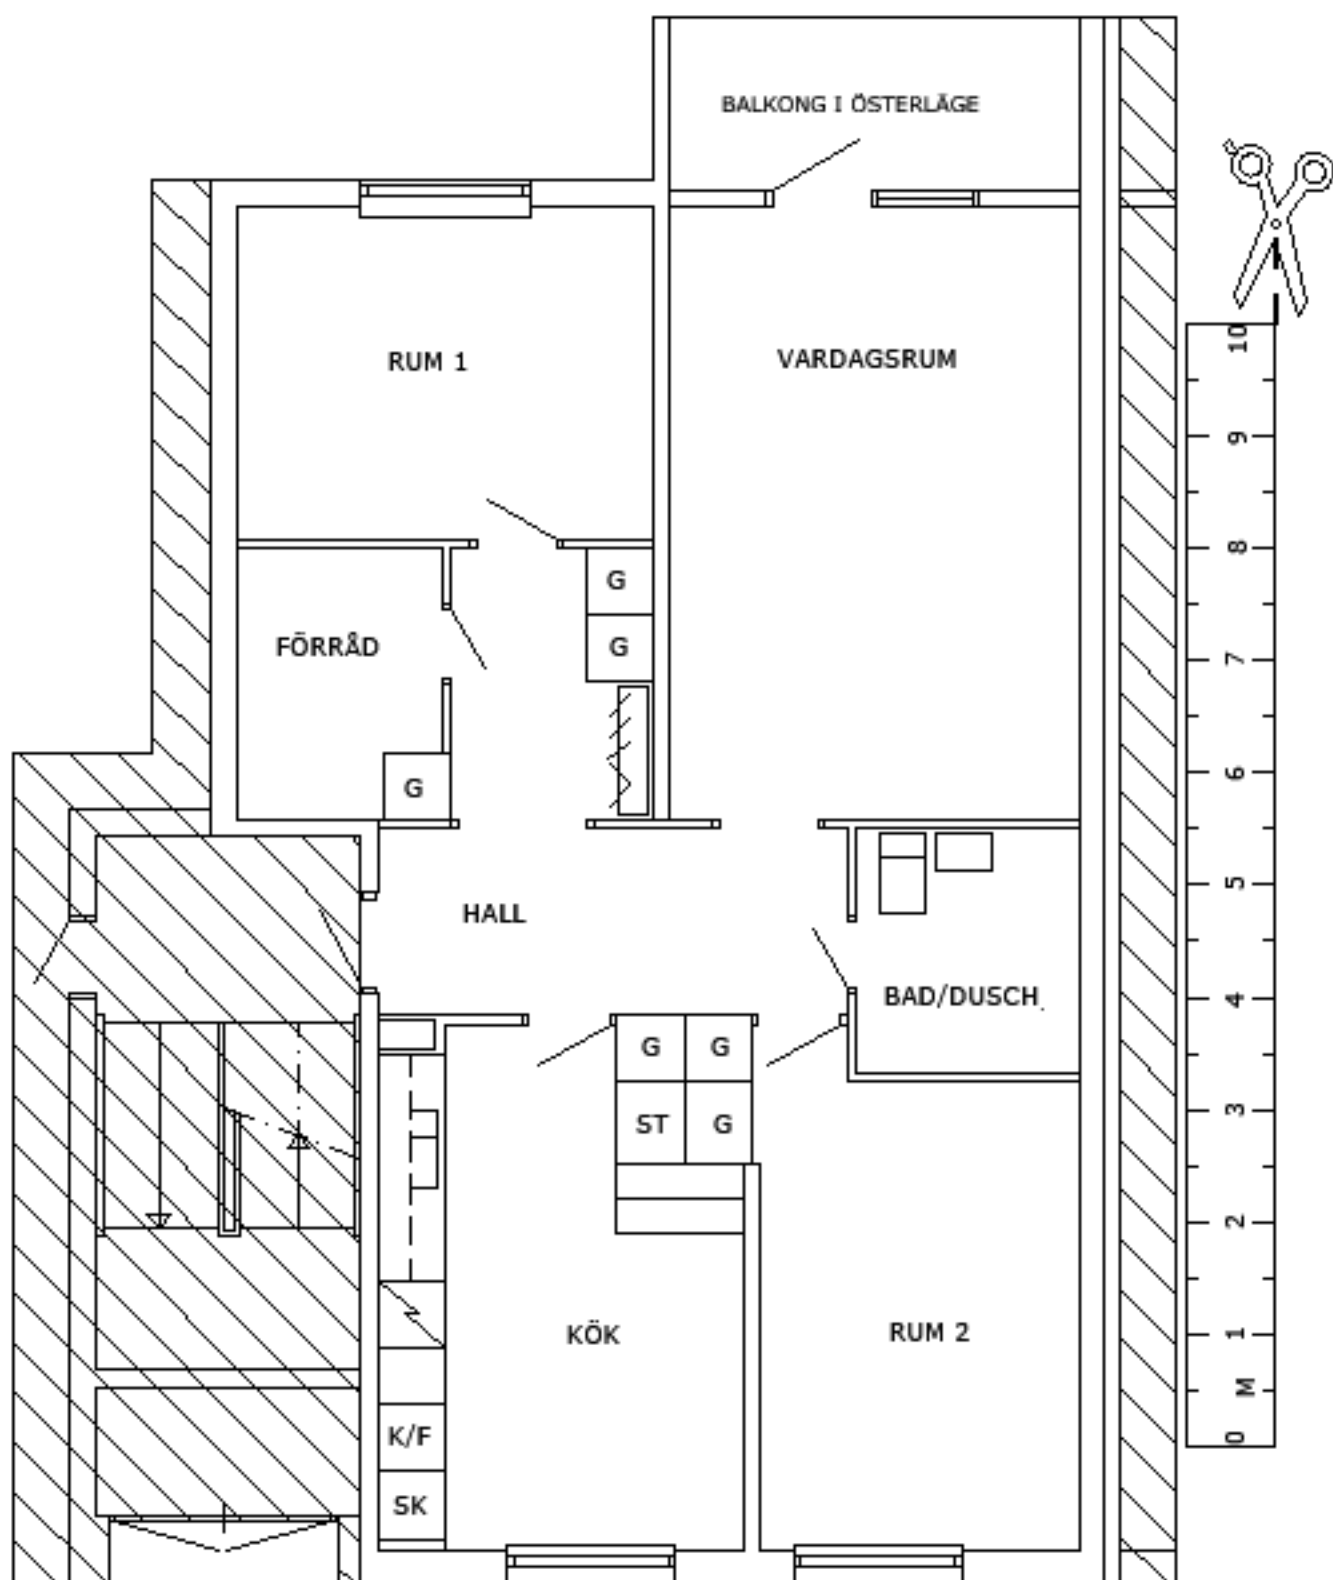 BALKONG I ÖSTERLÄGE
RUM 1
VARDAGSRUM
10
9
8
7
6
5
4
3
2
1
M
0
G
G
FÖRRÅD
G
HALL
BAD/DUSCH
G G
ST G
KÖK
RUM 2
K/F
SK